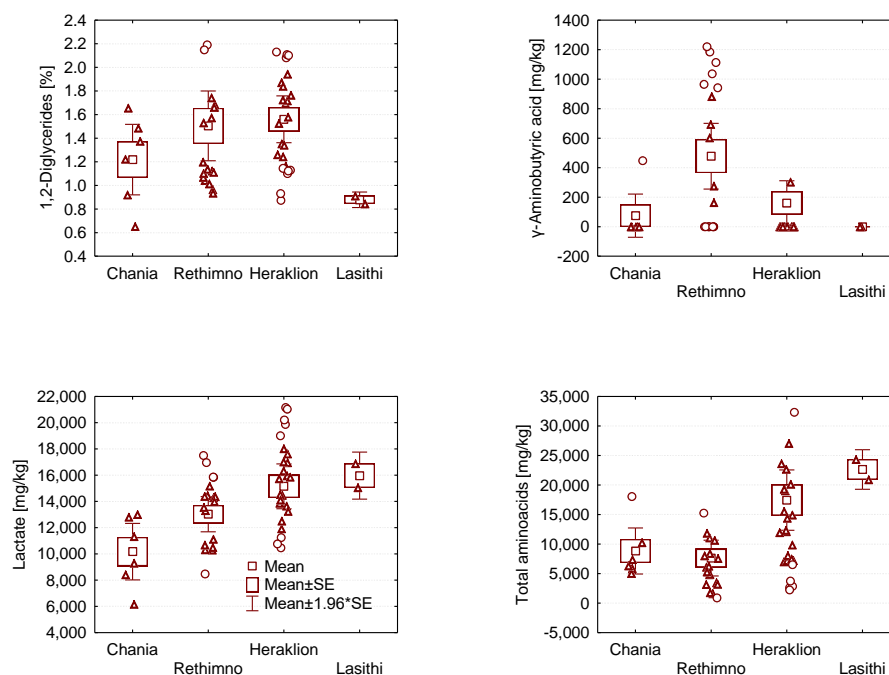 1,2-Diglycerides [%]
2.4
2.2
2.0
1.8
1.6
1.4
1.2
1.0
0.8
0.6
0.4
Chania Rethimno Heraklion Lasithi
γ-Aminobutyric acid [mg/kg]
1400
1200
1000
800
600
400
200
0
-200
Chania Heraklion
Rethimno Lasithi
Lactate [mg/kg]
22,000
20,000
18,000
16,000
14,000
12,000
10,000
8,000
6,000
4,000
Mean
Mean±SE
Mean±1.96*SE
Chania Heraklion
Rethimno Lasithi
Total aminoacids [mg/kg]
35,000
30,000
25,000
20,000
15,000
10,000
5,000
0
-5,000
Chania Heraklion
Rethimno Lasithi